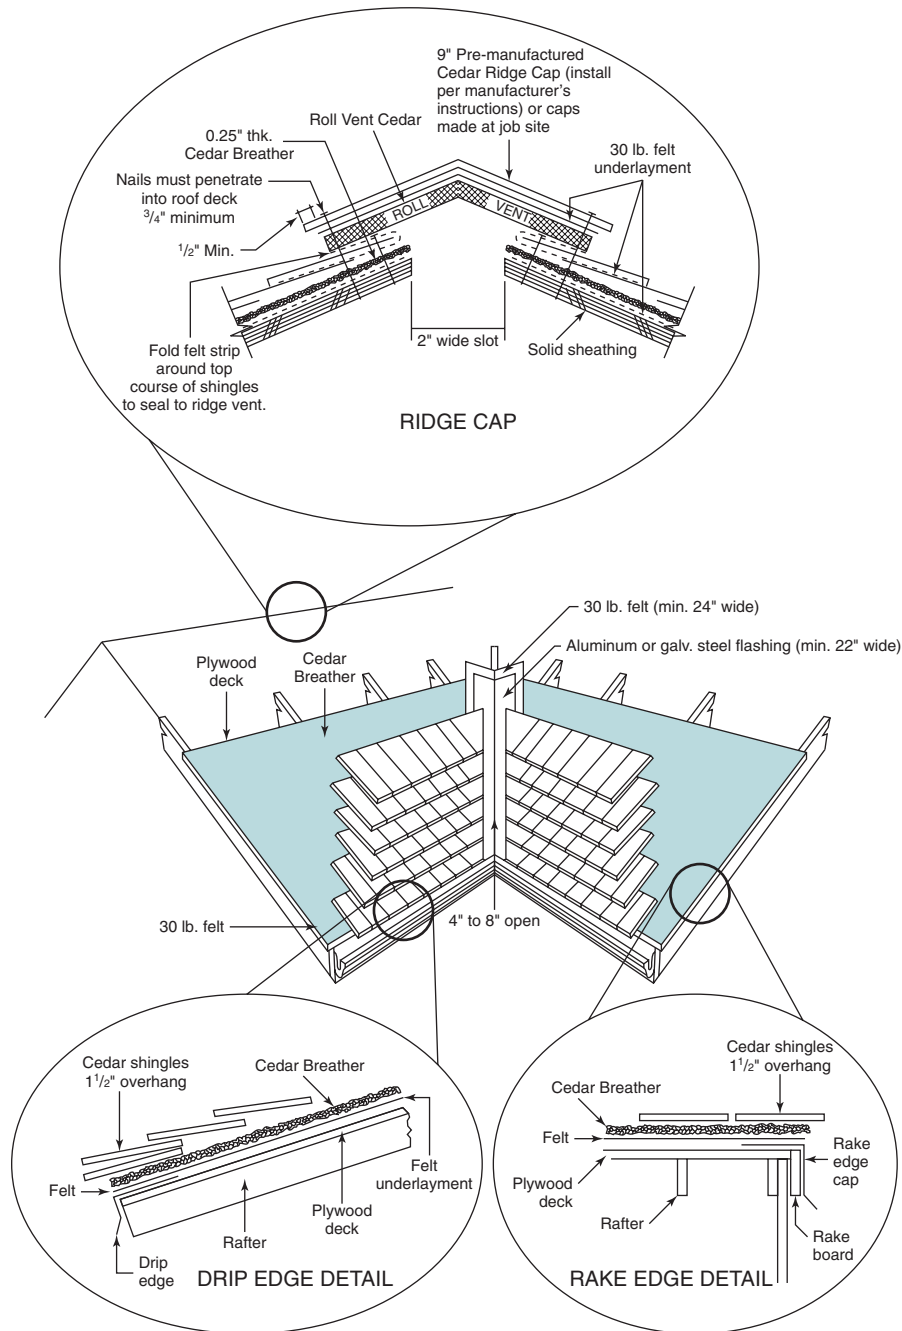 9" Pre-manufactured
Cedar Ridge Cap (install
per manufacturer's
instructions) or caps
made at job site
Roll Vent Cedar
0.25" thk.
Cedar Breather
30 lb. felt
underlayment
Nails must penetrate
into roof deck
3/4" minimum
ROLL VENT
1/2" Min.
2" wide slot
Solid sheathing
Fold felt strip
around top
course of shingles
to seal to ridge vent.
RIDGE CAP
30 lb. felt (min. 24" wide)
Aluminum or galv. steel flashing (min. 22" wide)
Plywood
deck
Cedar
Breather
30 lb. felt
4" to 8" open
Cedar shingles
1 1/2" overhang
Cedar Breather
Felt
Felt
underlayment
Plywood
deck
Rafter
Drip
edge
DRIP EDGE DETAIL
Cedar shingles
1 1/2" overhang
Cedar Breather
Felt
Plywood
deck
Rake
edge
cap
Rafter
Rake
board
RAKE EDGE DETAIL